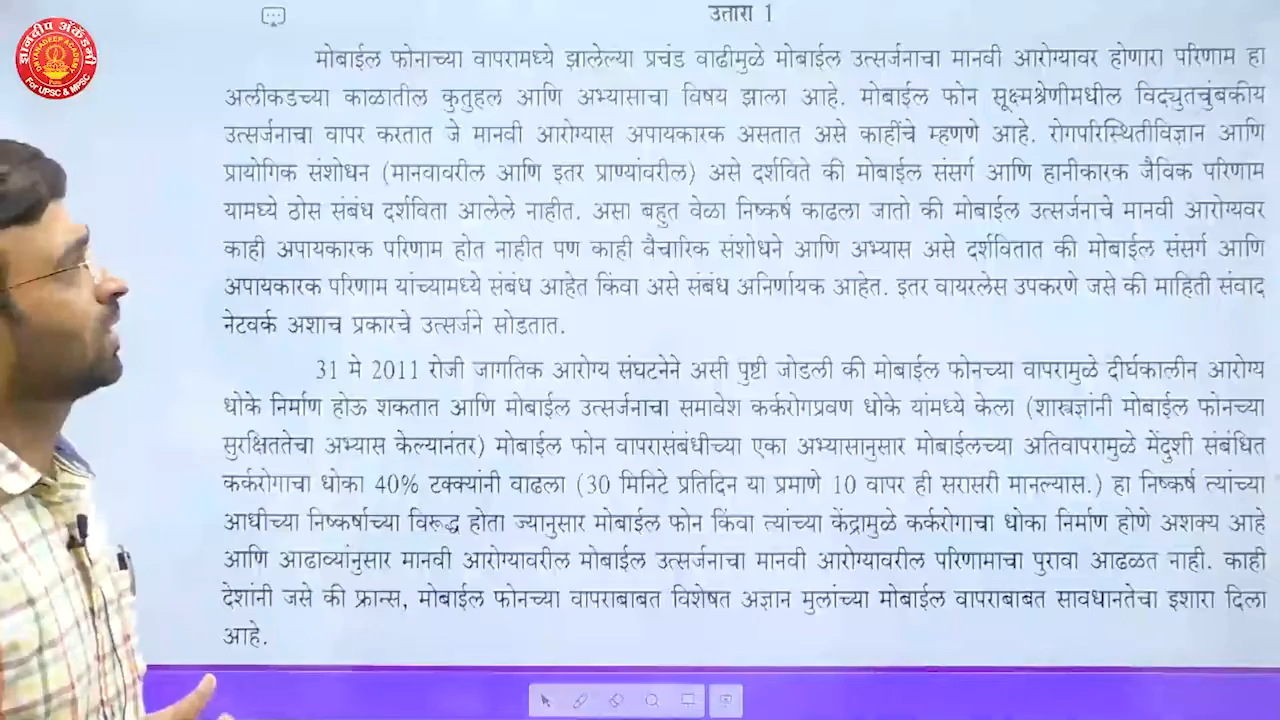 उतारा 1
ज्ञानदीप अॅकॅडमी
DNYANADEEP ACADEMY
For UPSC & MPSC
मोबाईल फोनाच्या वापरामध्ये झालेल्या प्रचंड वाढीमुळे मोबाईल उत्सर्जनाचा मानवी आरोग्यावर होणारा परिणाम हा
अलीकडच्या काळातील कुतुहल आणि अभ्यासाचा विषय झाला आहे. मोबाईल फोन सूक्ष्मश्रेणीमधील विद्युतचुंबकीय
उत्सर्जनाचा वापर करतात जे मानवी आरोग्यास अपायकारक असतात असे काहींचे म्हणणे आहे. रोगपरिस्थितीविज्ञान आणि
प्रायोगिक संशोधन (मानवावरील आणि इतर प्राण्यांवरील) असे दर्शविते की मोबाईल संसर्ग आणि हानीकारक जैविक परिणाम
यामध्ये ठोस संबंध दर्शविता आलेले नाहीत. असा बहुत वेळा निष्कर्ष काढला जातो की मोबाईल उत्सर्जनाचे मानवी आरोग्यवर
काही अपायकारक परिणाम होत नाहीत पण काही वैचारिक संशोधने आणि अभ्यास असे दर्शवितात की मोबाईल संसर्ग आणि
अपायकारक परिणाम यांच्यामध्ये संबंध आहेत किंवा असे संबंध अनिर्णायक आहेत. इतर वायरलेस उपकरणे जसे की माहिती संवाद
नेटवर्क अशाच प्रकारचे उत्सर्जने सोडतात.
31 मे 2011 रोजी जागतिक आरोग्य संघटनेने असी पुष्टी जोडली की मोबाईल फोनच्या वापरामुळे दीर्घकालीन आरोग्य
धोके निर्माण होऊ शकतात आणि मोबाईल उत्सर्जनाचा समावेश कर्करोगप्रवण धोके यांमध्ये केला (शास्त्रज्ञांनी मोबाईल फोनच्या
सुरक्षिततेचा अभ्यास केल्यानंतर) मोबाईल फोन वापरासंबंधीच्या एका अभ्यासानुसार मोबाईलच्या अतिवापरामुळे मेंदुशी संबंधित
कर्करोगाचा धोका 40% टक्क्यांनी वाढला (30 मिनिटे प्रतिदिन या प्रमाणे 10 वापर ही सरासरी मानल्यास.) हा निष्कर्ष त्यांच्या
आधीच्या निष्कर्षाच्या विरूद्ध होता ज्यानुसार मोबाईल फोन किंवा त्यांच्या केंद्रामुळे कर्करोगाचा धोका निर्माण होणे अशक्य आहे
आणि आढाव्यांनुसार मानवी आरोग्यावरील मोबाईल उत्सर्जनाचा मानवी आरोग्यावरील परिणामाचा पुरावा आढळत नाही. काही
देशांनी जसे की फ्रान्स, मोबाईल फोनच्या वापराबाबत विशेषत अज्ञान मुलांच्या मोबाईल वापराबाबत सावधानतेचा इशारा दिला
आहे.